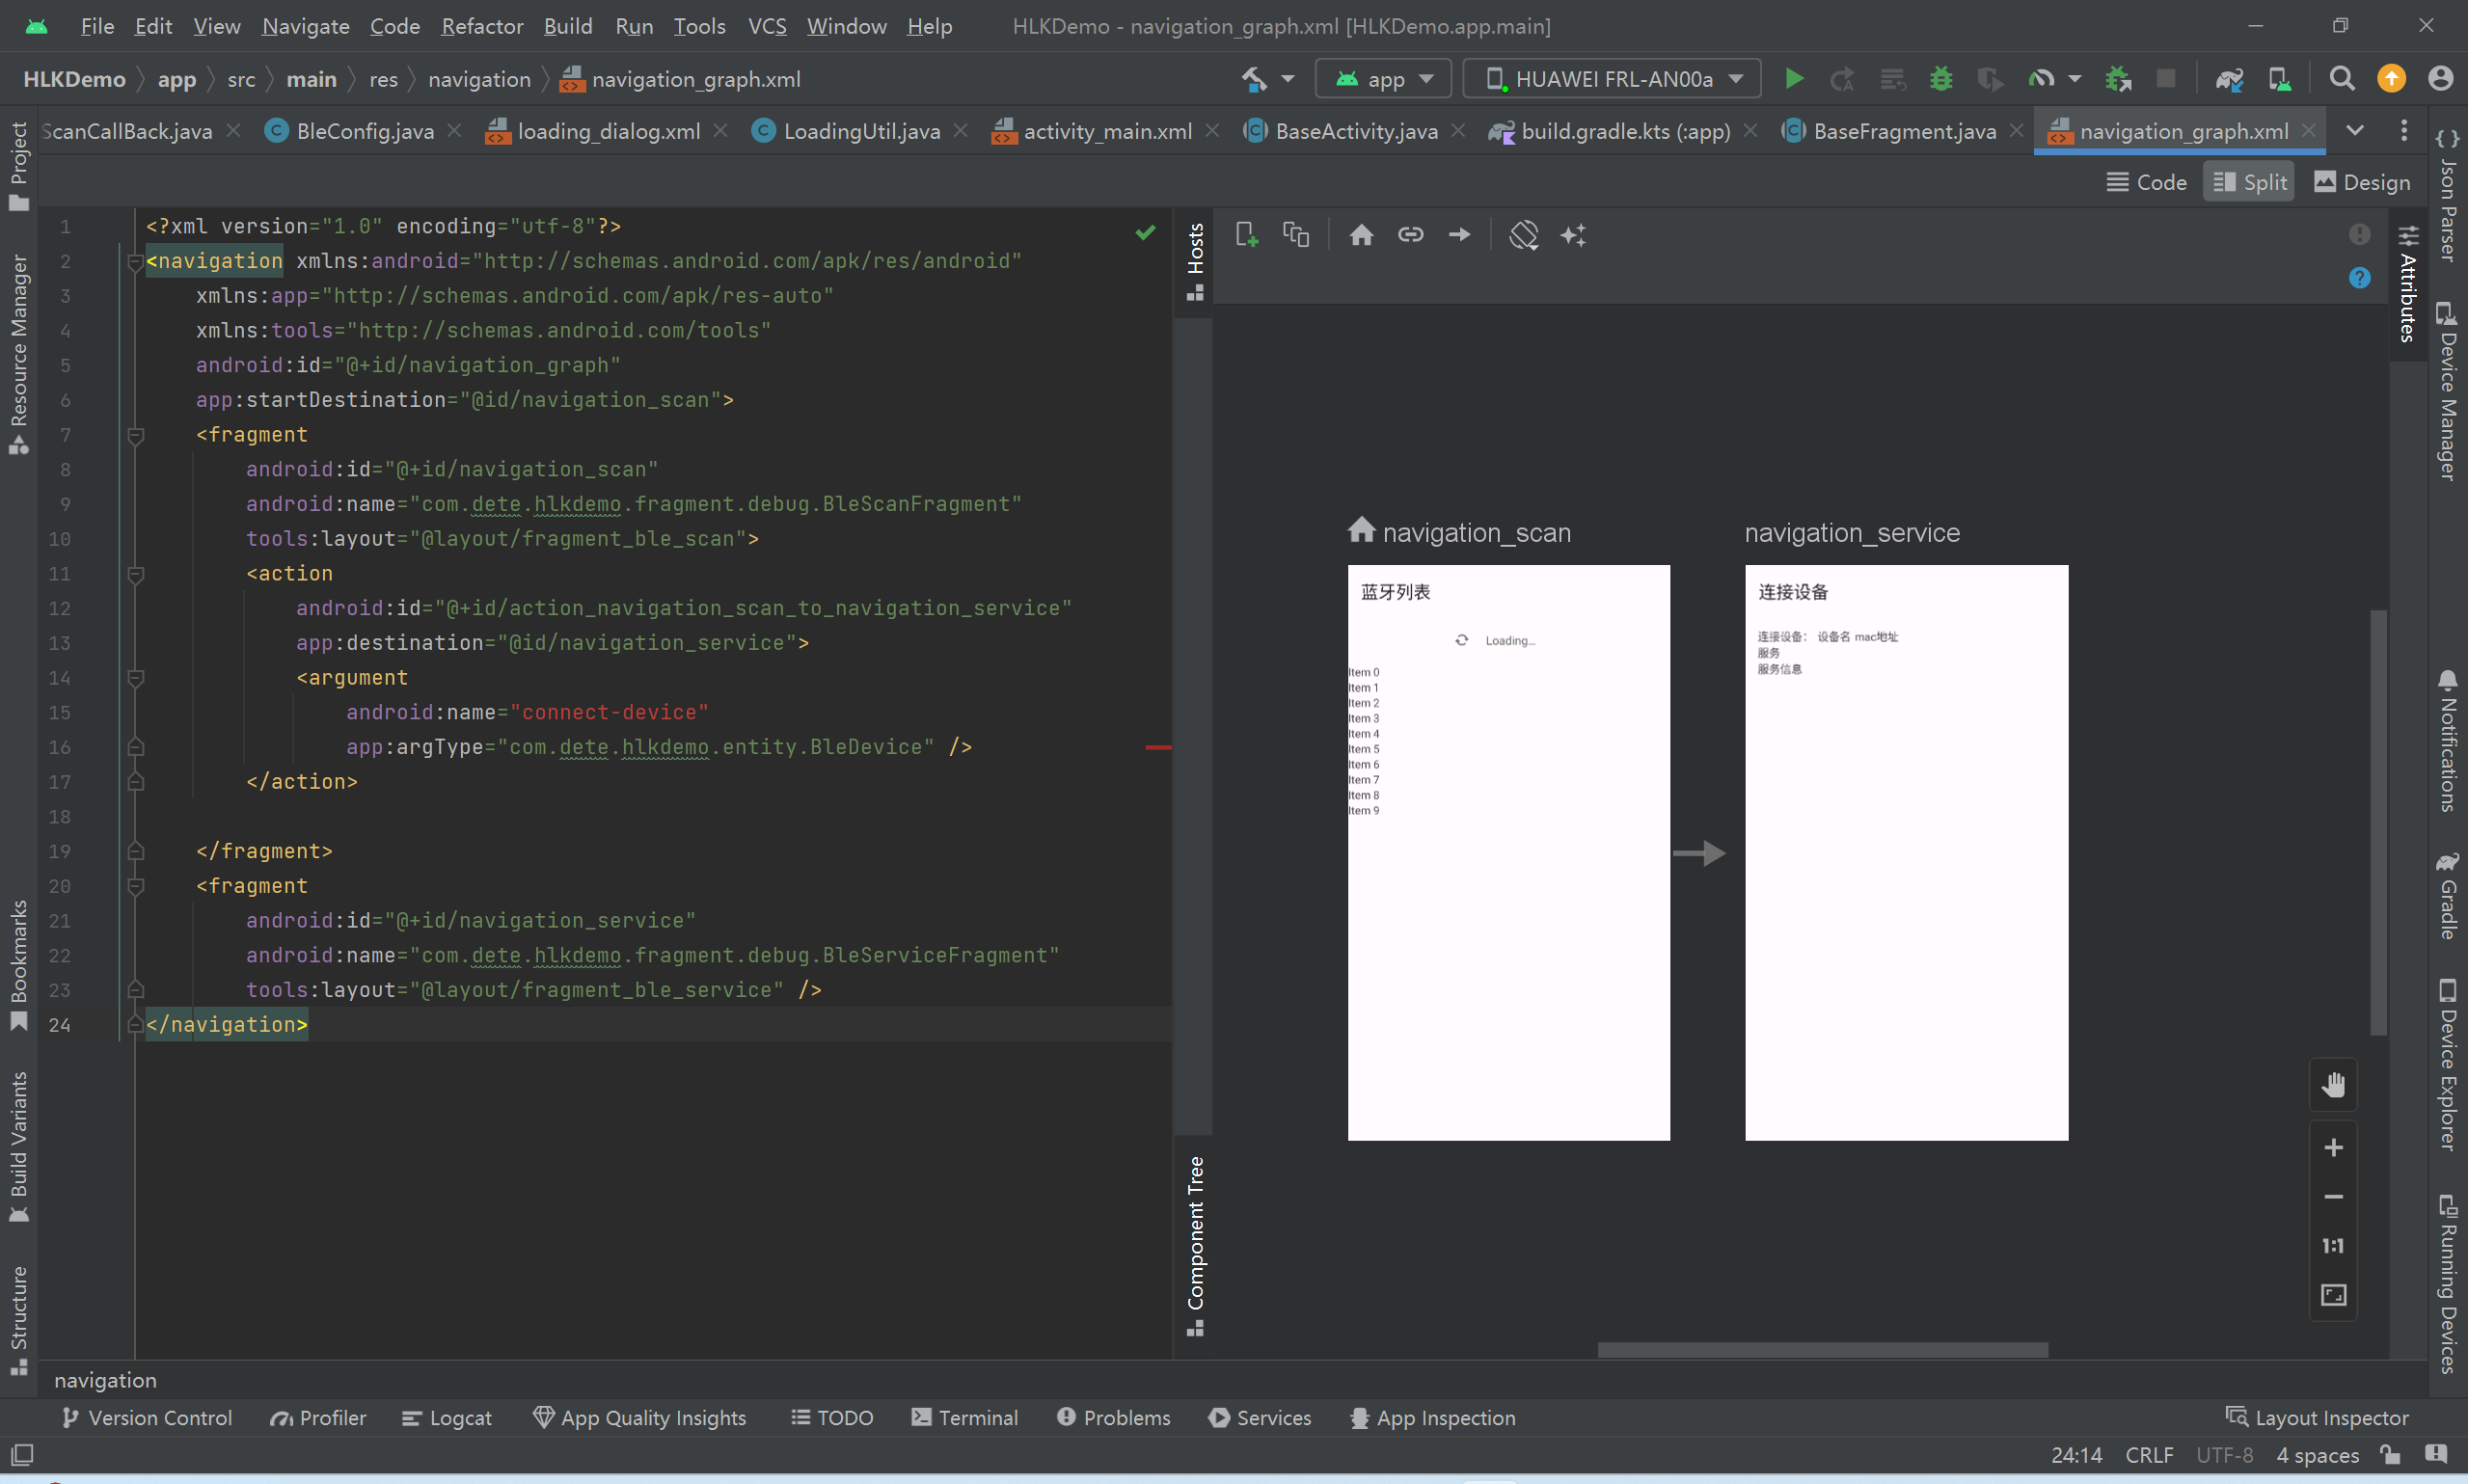 File Edit View Navigate Code Refactor Build Run Tools VCS Window Help HLKDemo - navigation_graph.xml [HLKDemo.app.main]
HLKDemo app src main res navigation navigation_graph.xml app HUAWEI FRL-AN00a
ScanCallBack.java BleConfig.java loading_dialog.xml LoadingUtil.java activity_main.xml BaseActivity.java build.gradle.kts (:app) BaseFragment.java navigation_graph.xml
Code Split Design
Project
Resource Manager
Bookmarks
Build Variants
Structure
1 <?xml version="1.0" encoding="utf-8"?>
2 <navigation xmlns:android="http://schemas.android.com/apk/res/android"
3 xmlns:app="http://schemas.android.com/apk/res-auto"
4 xmlns:tools="http://schemas.android.com/tools"
5 android:id="@+id/navigation_graph"
6 app:startDestination="@id/navigation_scan">
7 <fragment
8 android:id="@+id/navigation_scan"
9 android:name="com.dete.hlkdemo.fragment.debug.BleScanFragment"
10 tools:layout="@layout/fragment_ble_scan">
11 <action
12 android:id="@+id/action_navigation_scan_to_navigation_service"
13 app:destination="@id/navigation_service">
14 <argument
15 android:name="connect-device"
16 app:argType="com.dete.hlkdemo.entity.BleDevice" />
17 </action>
18
19 </fragment>
20 <fragment
21 android:id="@+id/navigation_service"
22 android:name="com.dete.hlkdemo.fragment.debug.BleServiceFragment"
23 tools:layout="@layout/fragment_ble_service" />
24 </navigation>
Hosts
Component Tree
navigation_scan
蓝牙列表
Loading...
Item 0
Item 1
Item 2
Item 3
Item 4
Item 5
Item 6
Item 7
Item 8
Item 9
navigation_service
连接设备
连接设备： 设备名 mac地址
服务
服务信息
1:1
Attributes
Json Parser
Device Manager
Notifications
Gradle
Device Explorer
Running Devices
navigation
Version Control Profiler Logcat App Quality Insights TODO Terminal Problems Services App Inspection Layout Inspector
24:14 CRLF UTF-8 4 spaces